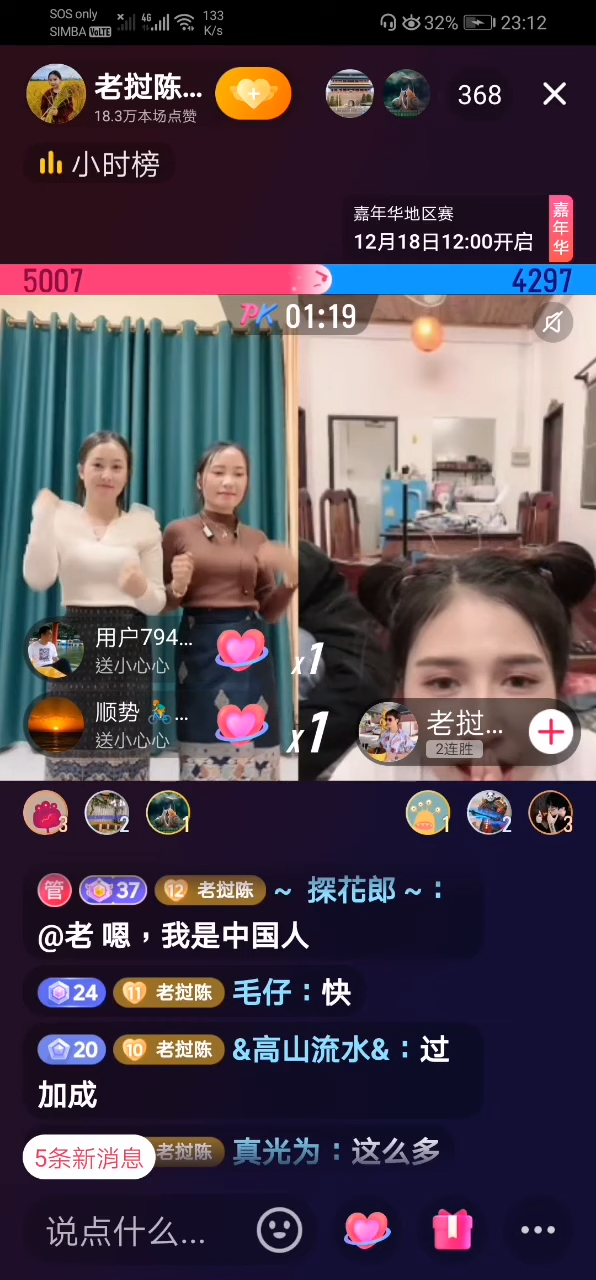 SOS only 4G 133
SIMBA VoLTE K/s 32% 23:12
老挝陈... 368
18.3万本场点赞
小时榜
嘉年华地区赛
12月18日12:00开启
嘉年华
5007 4297
PK 01:19
用户794...
送小心心 x1
顺势 ...
送小心心 x1
老挝...
2连胜
3 2 1 1 2 3
管 37 12 老挝陈 ~ 探花郎 ~：
@老 嗯，我是中国人
24 11 老挝陈 毛仔：快
20 10 老挝陈 &高山流水&：过
加成
5条新消息 老挝陈 真光为：这么多
说点什么...